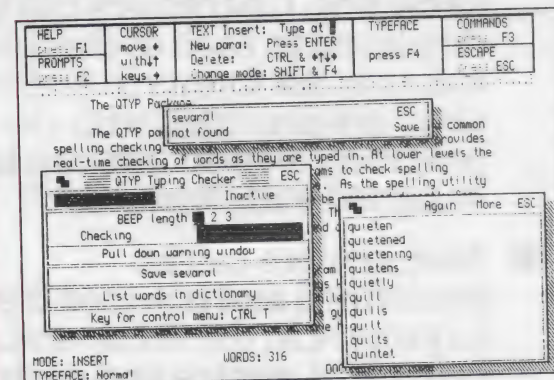 HELP
press F1
PROMPTS
press F2
CURSOR
move
with
keys
TEXT Insert: Type at
New para: Press ENTER
Delete: CTRL &
Change mode: SHIFT & F4
TYPEFACE
press F4
COMMANDS
press F3
ESCAPE
press ESC
The QTYP Package
The QTYP pa common
spelling checking provides
real-time checking of words as they are typed in. At lower levels the
ams to check spelling
. As the spelling utility
be
Th
sevaral ESC
not found Save
QTYP Typing Checker ESC
Inactive
BEEP length 2 3
Checking
Pull down warning window
Save sevaral
List words in dictionary
Key for control menu: CTRL T
Again More ESC
quieten
quietened
quietening
quietens
quietly
quill
quills
quilt
quilts
quintet
MODE: INSERT WORDS: 316
TYPEFACE: Normal